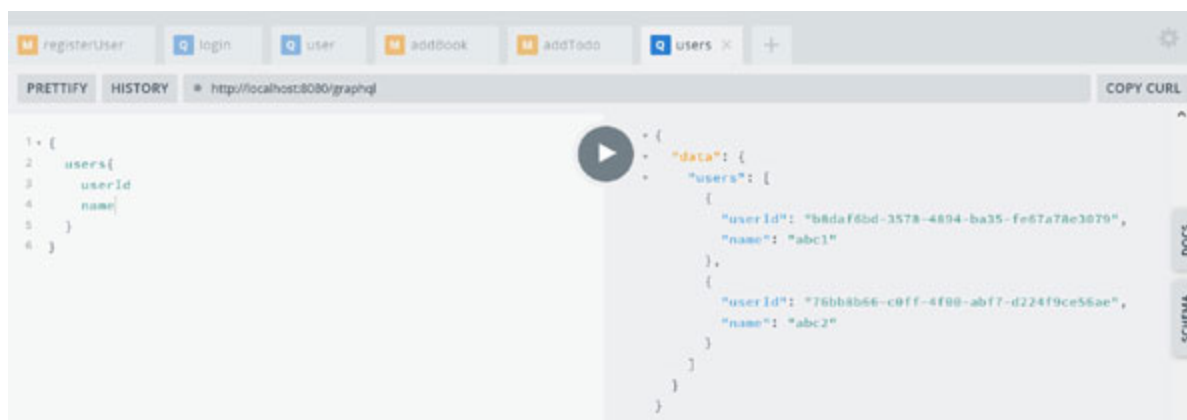 M registerUser Q login Q user M addBook M addTodo Q users × +
PRETTIFY HISTORY http://localhost:8080/graphql COPY CURL
1 {
2 users{
3 userId
4 name
5 }
6 }
{
"data": {
"users": [
{
"userId": "b8daf6bd-3578-4894-ba35-fe67a78e3079",
"name": "abc1"
},
{
"userId": "76bb8b66-c0ff-4f00-abf7-d224f9ce56ae",
"name": "abc2"
}
]
}
}
DOCS
SCHEMA